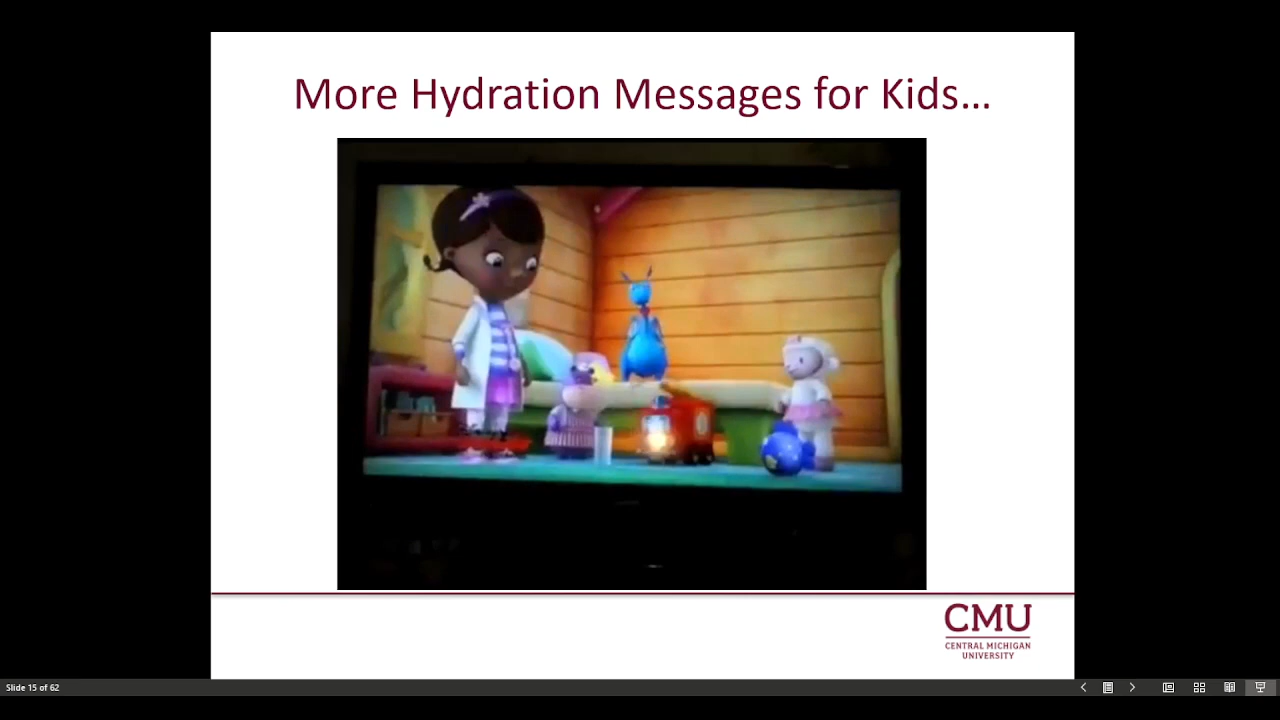 More Hydration Messages for Kids...
CMU
CENTRAL MICHIGAN
UNIVERSITY
Slide 15 of 62